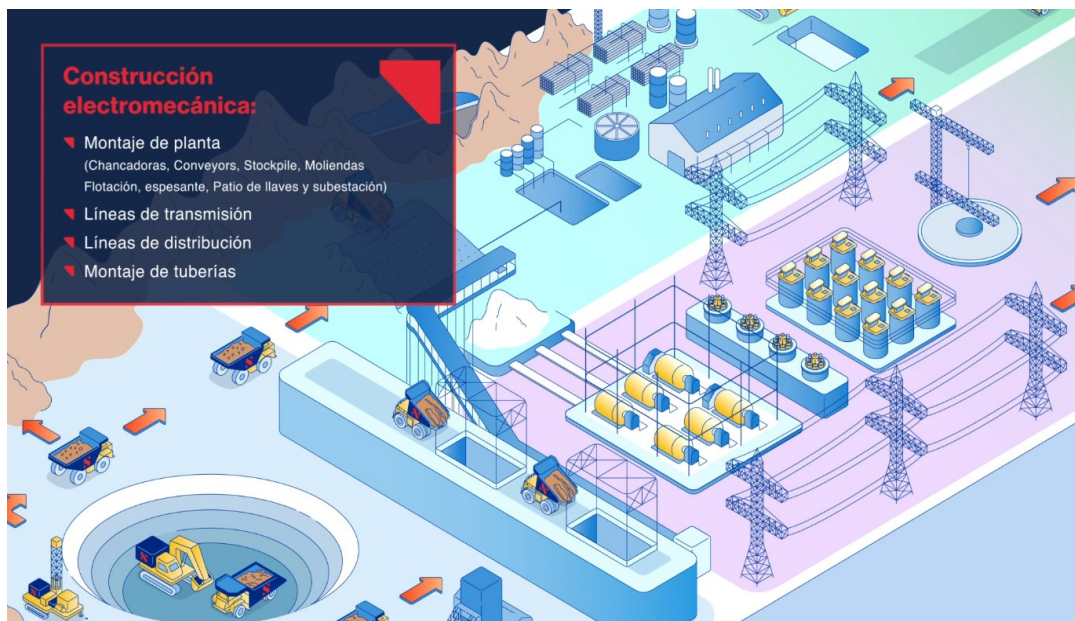 Construcción
electromecánica:
Montaje de planta
(Chancadoras, Conveyors, Stockpile, Moliendas
Flotación, espesante, Patio de llaves y subestación)
Líneas de transmisión
Líneas de distribución
Montaje de tuberías